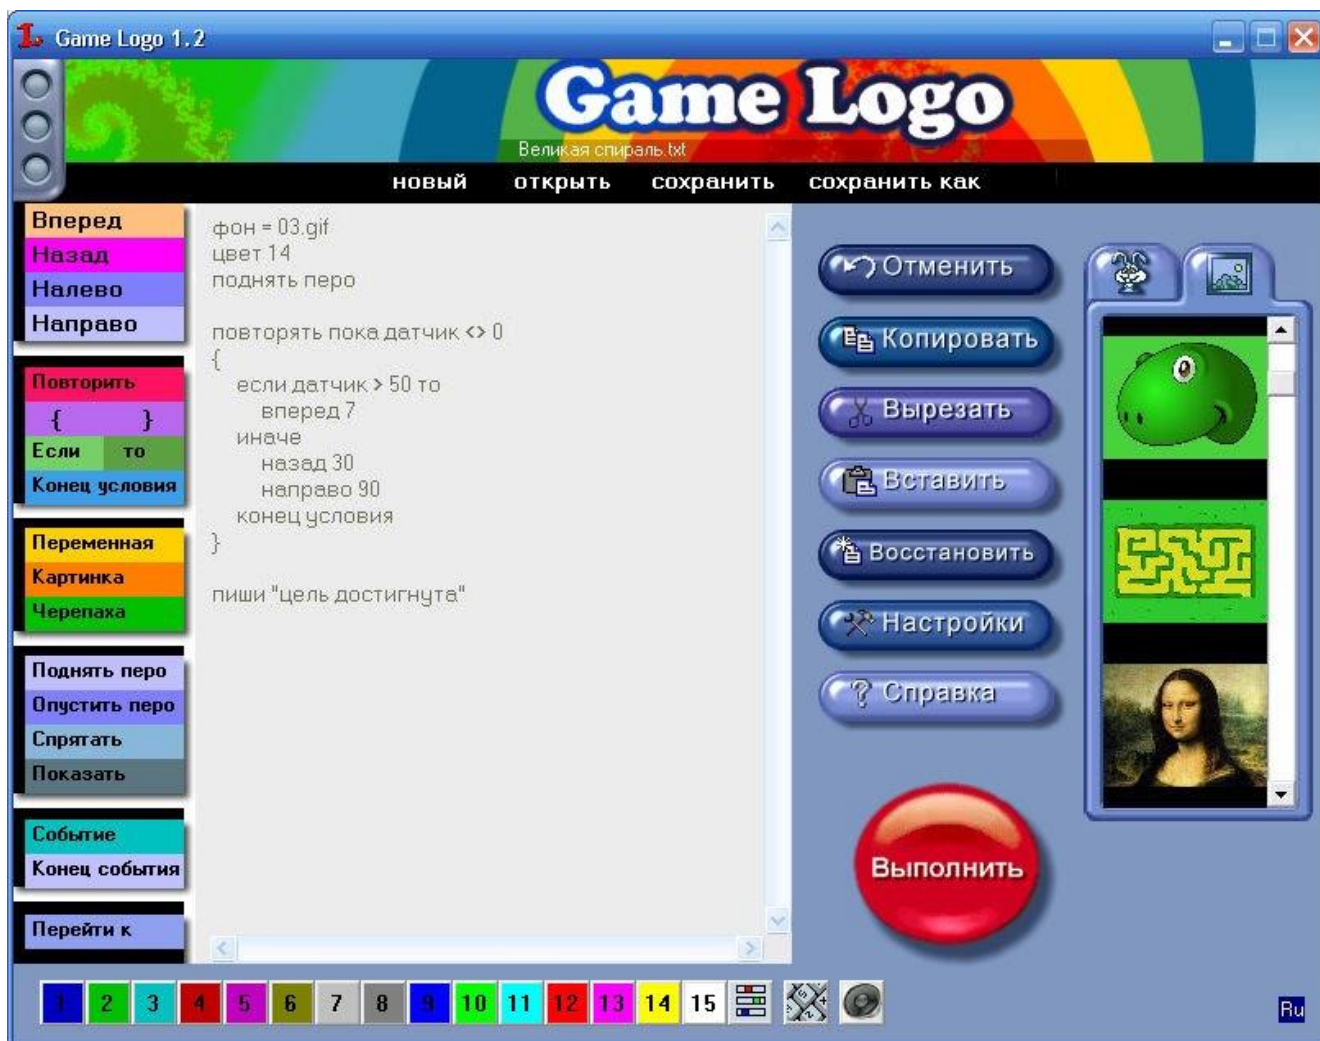 Game Logo 1.2
Game Logo
Великая спираль.txt
новый открыть сохранить сохранить как
Вперед
Назад
Налево
Направо
Повторить
{ }
Если то
Конец условия
Переменная
Картинка
Черепаха
Поднять перо
Опустить перо
Спрятать
Показать
Событие
Конец события
Перейти к
фон = 03.gif
цвет 14
поднять перо
повторять пока датчик <> 0
{
если датчик > 50 то
вперед 7
иначе
назад 30
направо 90
конец условия
}
пиши "цель достигнута"
Отменить
Копировать
Вырезать
Вставить
Восстановить
Настройки
Справка
Выполнить
1 2 3 4 5 6 7 8 9 10 11 12 13 14 15
Ru